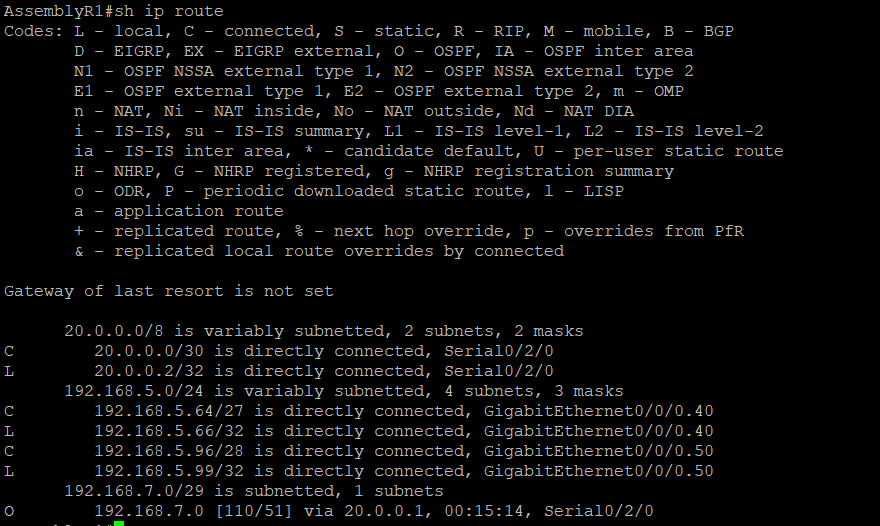 AssemblyR1#sh ip route
Codes: L - local, C - connected, S - static, R - RIP, M - mobile, B - BGP
D - EIGRP, EX - EIGRP external, O - OSPF, IA - OSPF inter area
N1 - OSPF NSSA external type 1, N2 - OSPF NSSA external type 2
E1 - OSPF external type 1, E2 - OSPF external type 2, m - OMP
n - NAT, Ni - NAT inside, No - NAT outside, Nd - NAT DIA
i - IS-IS, su - IS-IS summary, L1 - IS-IS level-1, L2 - IS-IS level-2
ia - IS-IS inter area, * - candidate default, U - per-user static route
H - NHRP, G - NHRP registered, g - NHRP registration summary
o - ODR, P - periodic downloaded static route, l - LISP
a - application route
+ - replicated route, % - next hop override, p - overrides from PfR
& - replicated local route overrides by connected
Gateway of last resort is not set
20.0.0.0/8 is variably subnetted, 2 subnets, 2 masks
C 20.0.0.0/30 is directly connected, Serial0/2/0
L 20.0.0.2/32 is directly connected, Serial0/2/0
192.168.5.0/24 is variably subnetted, 4 subnets, 3 masks
C 192.168.5.64/27 is directly connected, GigabitEthernet0/0/0.40
L 192.168.5.66/32 is directly connected, GigabitEthernet0/0/0.40
C 192.168.5.96/28 is directly connected, GigabitEthernet0/0/0.50
L 192.168.5.99/32 is directly connected, GigabitEthernet0/0/0.50
192.168.7.0/29 is subnetted, 1 subnets
O 192.168.7.0 [110/51] via 20.0.0.1, 00:15:14, Serial0/2/0